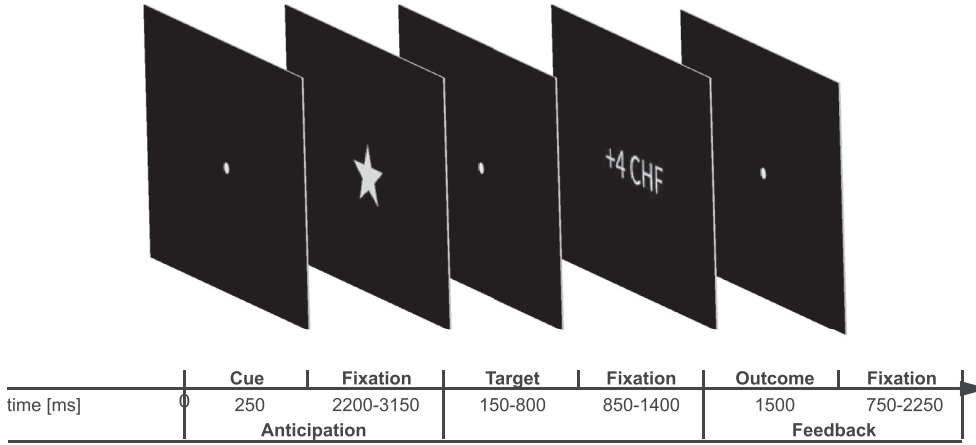 +4 CHF
Cue Fixation Target Fixation Outcome Fixation
time [ms] 0 250 2200-3150 150-800 850-1400 1500 750-2250
Anticipation Feedback